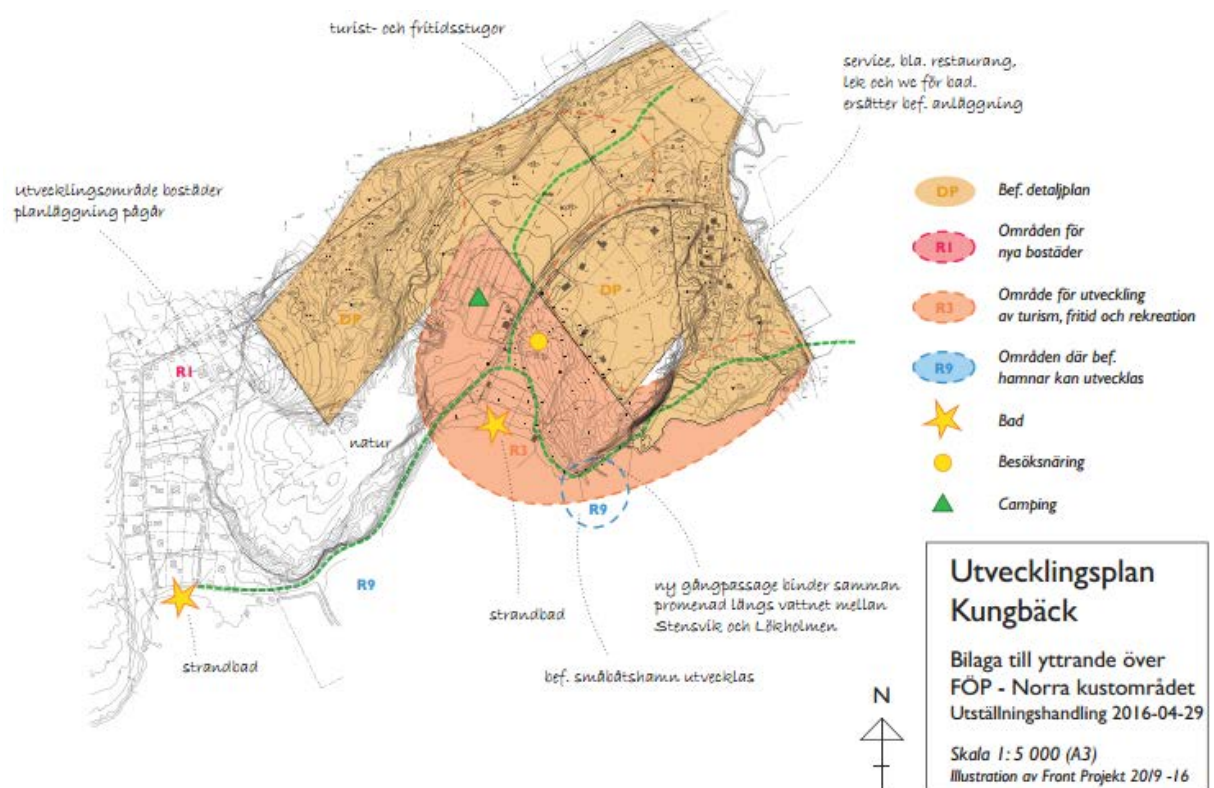 turist- och fritidsstugor
service, bla. restaurang,
lek och wc för bad.
ersätter bef. anläggning
utvecklingsområde bostäder
planläggning pågår
DP
DP
R1
natur
R3
R9
R9
strandbad
strandbad
ny gångpassage binder samman
promenad längs vattnet mellan
Stensvik och Lökholmen
bef. småbåtshamn utvecklas
DP Bef. detaljplan
R1 Områden för
nya bostäder
R3 Område för utveckling
av turism, fritid och rekreation
R9 Områden där bef.
hamnar kan utvecklas
Bad
Besöksnäring
Camping
N
Utvecklingsplan
Kungbäck
Bilaga till yttrande över
FÖP - Norra kustområdet
Utställningshandling 2016-04-29
Skala 1: 5 000 (A3)
Illustration av Front Projekt 20/9 -16